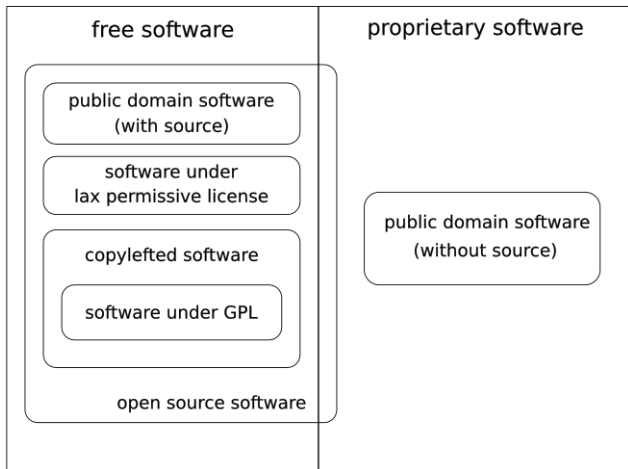 free software
proprietary software
public domain software
(with source)
software under
lax permissive license
copylefted software
software under GPL
open source software
public domain software
(without source)